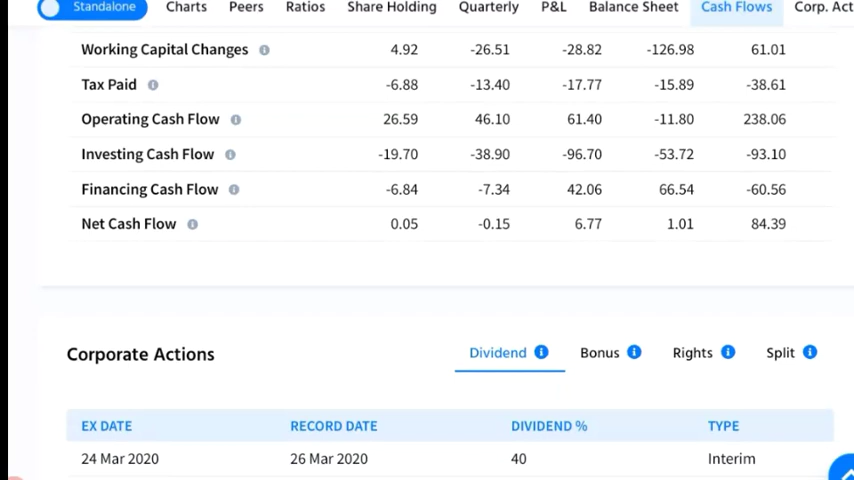 Standalone Charts Peers Ratios Share Holding Quarterly P&L Balance Sheet Cash Flows Corp. Act
Working Capital Changes 4.92 -26.51 -28.82 -126.98 61.01
Tax Paid -6.88 -13.40 -17.77 -15.89 -38.61
Operating Cash Flow 26.59 46.10 61.40 -11.80 238.06
Investing Cash Flow -19.70 -38.90 -96.70 -53.72 -93.10
Financing Cash Flow -6.84 -7.34 42.06 66.54 -60.56
Net Cash Flow 0.05 -0.15 6.77 1.01 84.39
Corporate Actions Dividend Bonus Rights Split
EX DATE RECORD DATE DIVIDEND % TYPE
24 Mar 2020 26 Mar 2020 40 Interim